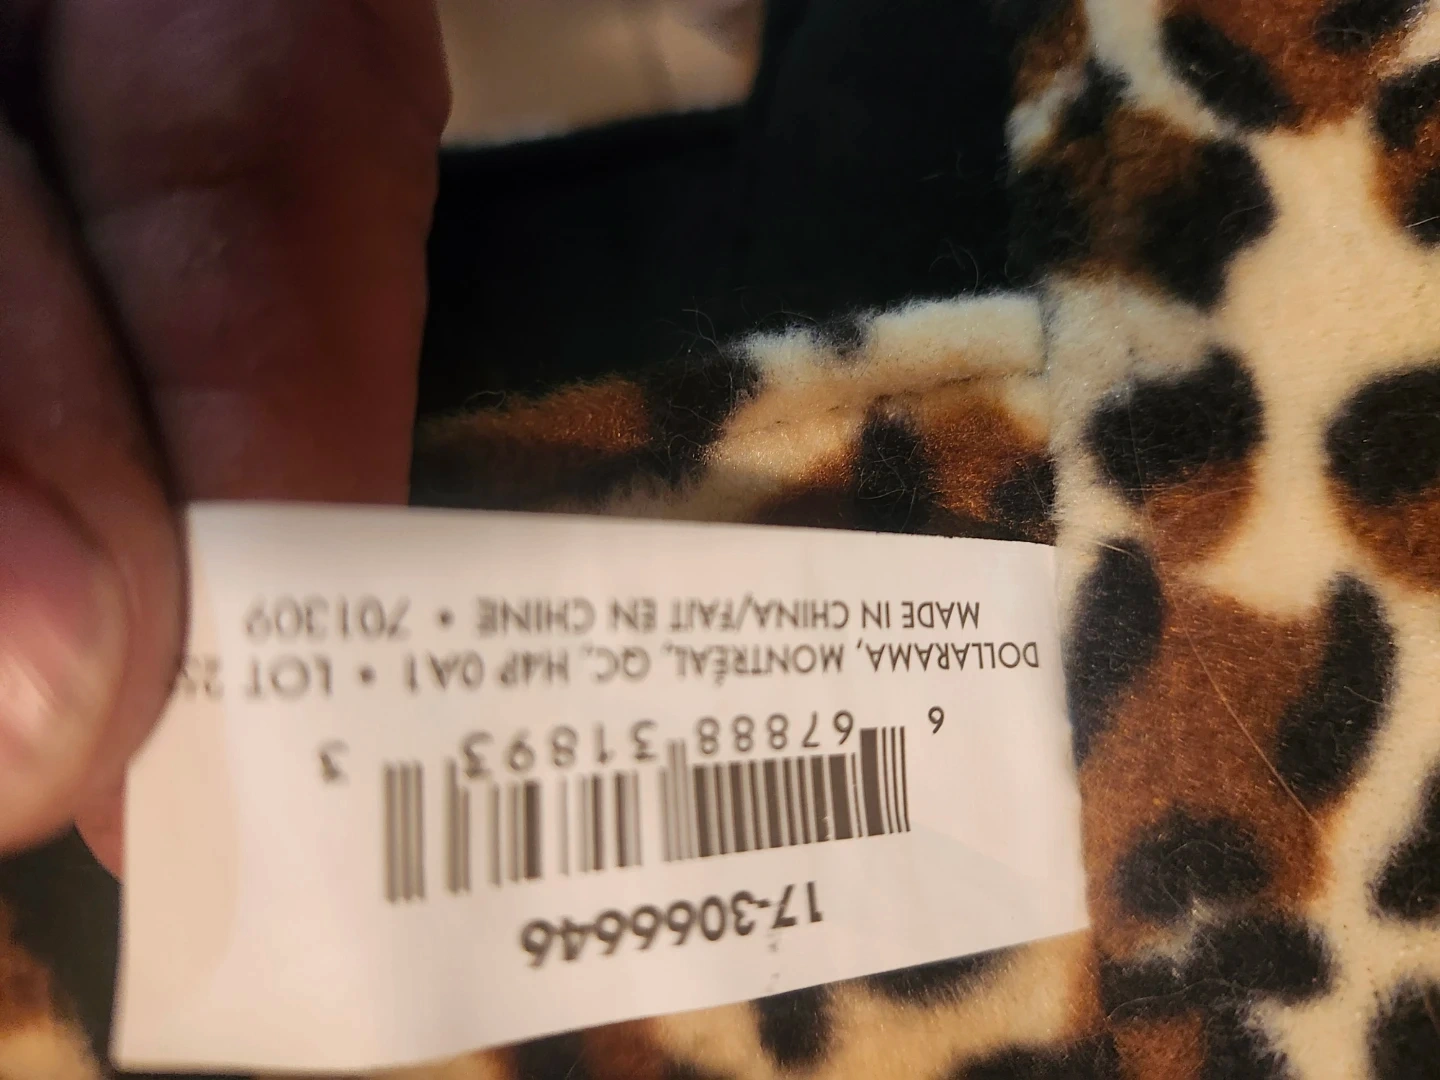 17-3066646
6 67888 31893 3
DOLLARAMA, MONTRÉAL, QC, H4P 0A1 • LOT
MADE IN CHINA/FAIT EN CHINE • 701309